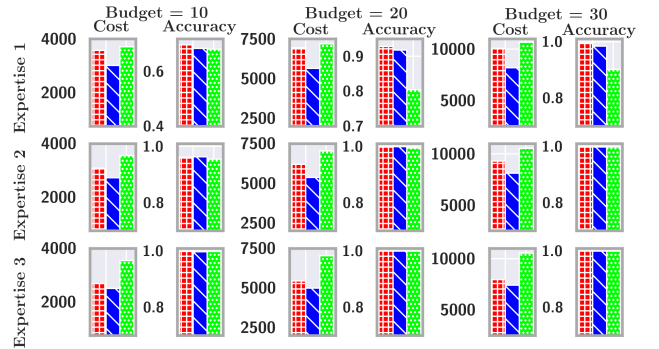 Budget = 10 Budget = 20 Budget = 30
Cost Accuracy Cost Accuracy Cost Accuracy
Expertise 1
4000 0.6 7500 0.9 10000 1.0
2000 0.4 5000 0.8 5000 0.8
2500 0.7
Expertise 2
4000 1.0 7500 1.0 10000 1.0
2000 0.8 5000 0.8 5000 0.8
2500
Expertise 3
4000 1.0 7500 1.0 10000 1.0
2000 0.8 5000 0.8 5000 0.8
2500